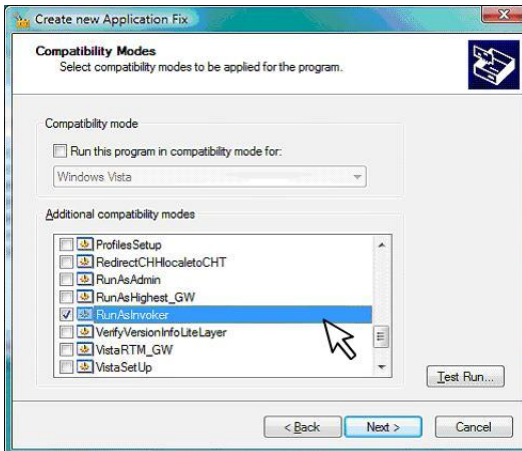 Create new Application Fix
Compatibility Modes
Select compatibility modes to be applied for the program.
Compatibility mode
Run this program in compatibility mode for:
Windows Vista
Additional compatibility modes
ProfilesSetup
RedirectCHHlocaletoCHT
RunAsAdmin
RunAsHighest_GW
RunAsInvoker
VerifyVersionInfoLiteLayer
VistaRTM_GW
VistaSetUp
Test Run...
< Back
Next >
Cancel